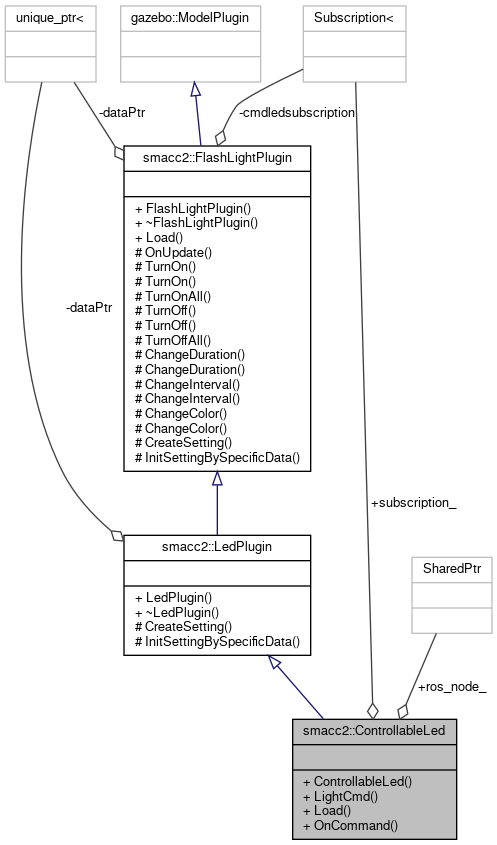 unique_ptr<
gazebo::ModelPlugin
Subscription<
-dataPtr
-cmdledsubscription
smacc2::FlashLightPlugin
+ FlashLightPlugin()
+ ~FlashLightPlugin()
+ Load()
# OnUpdate()
# TurnOn()
# TurnOn()
# TurnOnAll()
# TurnOff()
# TurnOff()
# TurnOffAll()
# ChangeDuration()
# ChangeDuration()
# ChangeInterval()
# ChangeInterval()
# ChangeColor()
# ChangeColor()
# CreateSetting()
# InitSettingBySpecificData()
-dataPtr
+subscription_
smacc2::LedPlugin
+ LedPlugin()
+ ~LedPlugin()
# CreateSetting()
# InitSettingBySpecificData()
SharedPtr
+ros_node_
smacc2::ControllableLed
+ ControllableLed()
+ LightCmd()
+ Load()
+ OnCommand()